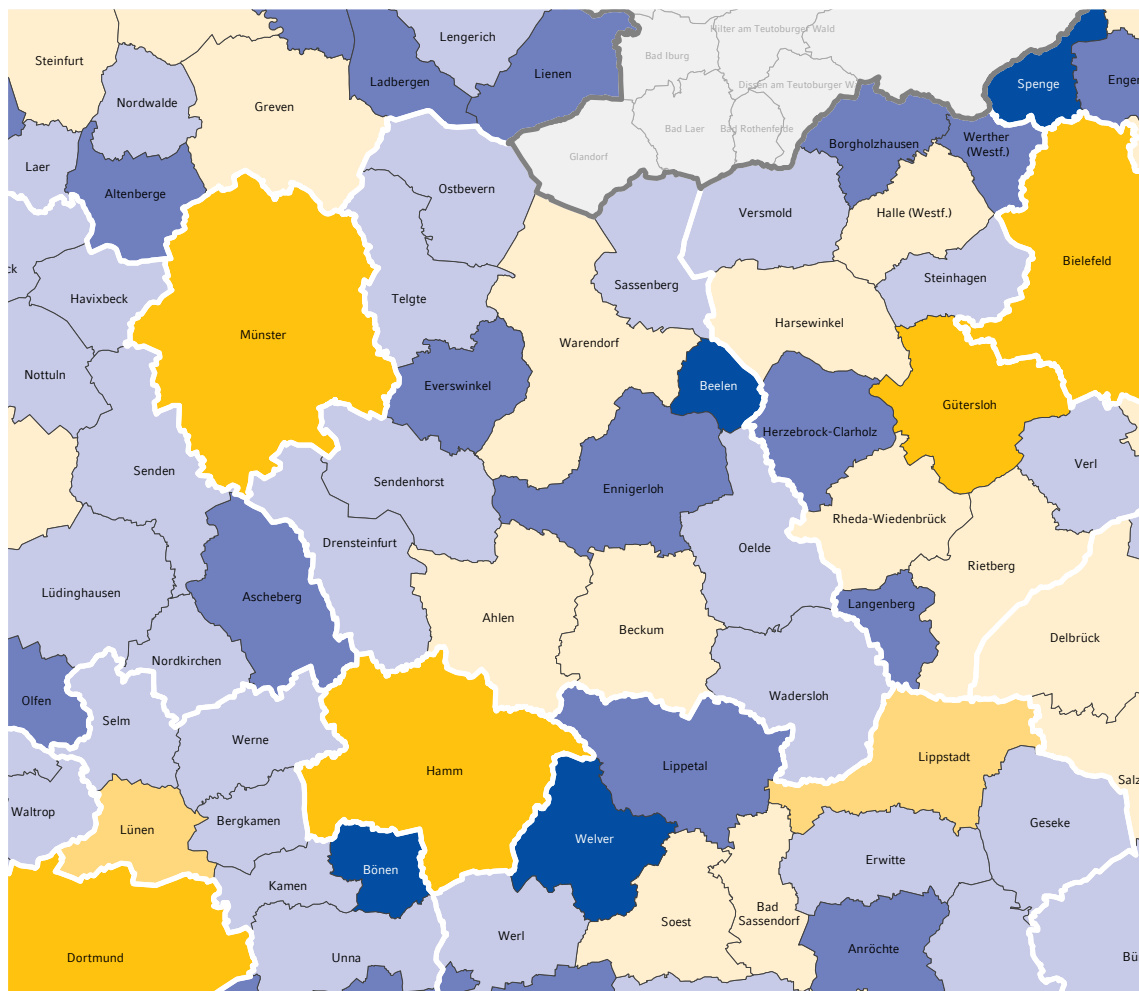 Hilter am Teutoburger Wald
Lengerich
Bad Iburg
Steinfurt
Lienen
Ladbergen
Dissen am Teutoburger W
Spenge
Enger
Nordwalde
Greven
Bad Laer
Bad Rothenfelde
Borgholzhausen
Werther
(Westf.)
Glandorf
Laer
Altenberge
Ostbevern
Versmold
Halle (Westf.)
Bielefeld
ck
Havixbeck
Telgte
Sassenberg
Steinhagen
Münster
Warendorf
Harsewinkel
Nottuln
Everswinkel
Beelen
Gütersloh
Herzebrock-Clarholz
Senden
Sendenhorst
Ennigerloh
Verl
Rheda-Wiedenbrück
Drensteinfurt
Oelde
Rietberg
Lüdinghausen
Ascheberg
Langenberg
Ahlen
Beckum
Delbrück
Nordkirchen
Olfen
Selm
Wadersloh
Werne
Hamm
Lippetal
Lippstadt
Salz
Waltrop
Lünen
Bergkamen
Welver
Geseke
Bönen
Erwitte
Kamen
Bad
Sassendorf
Soest
Werl
Anröchte
Dortmund
Unna
Bü